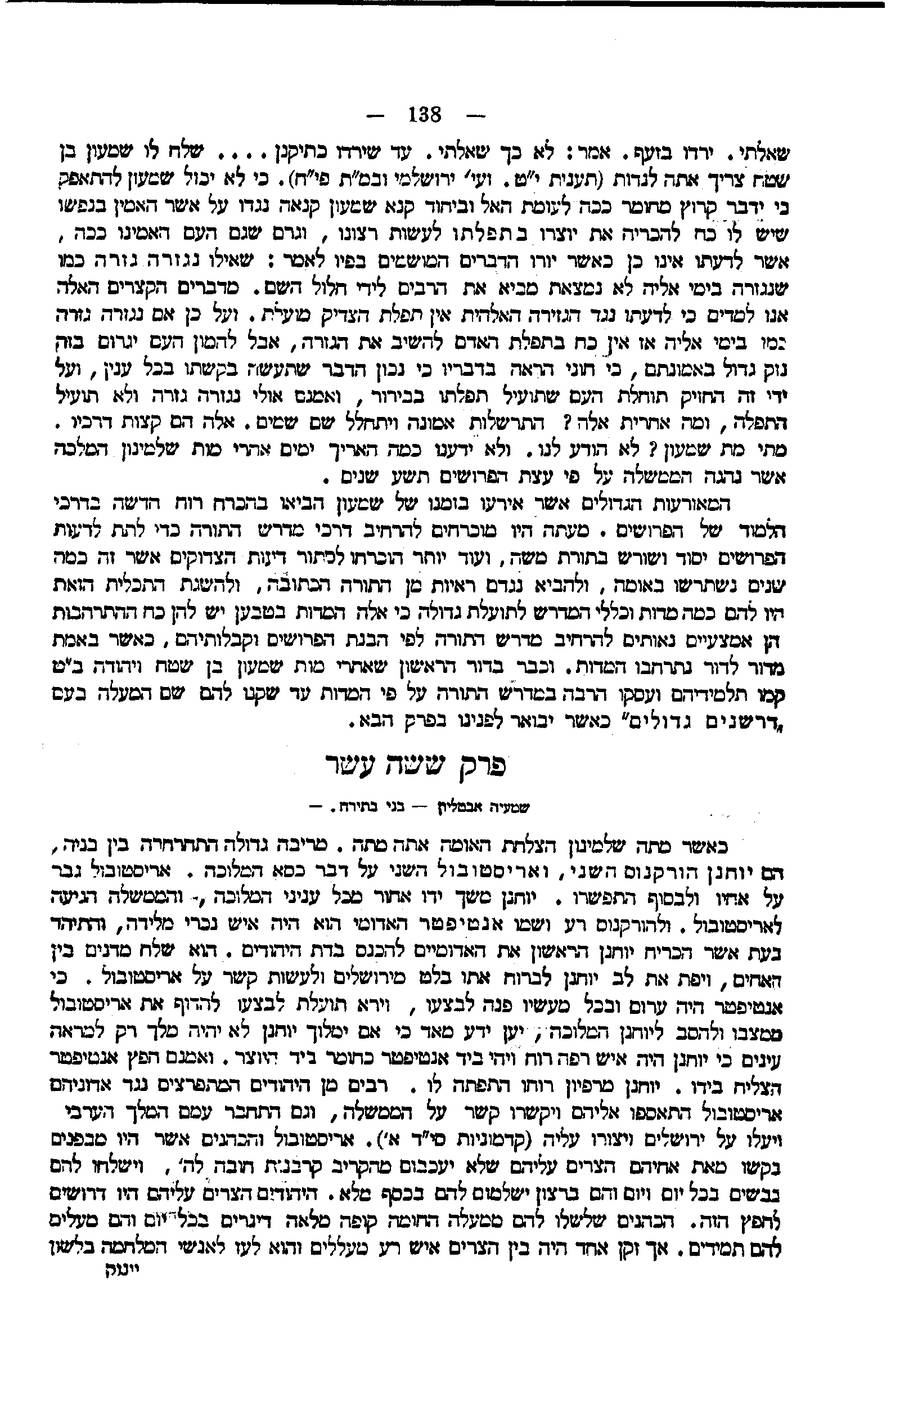 — 138 —
שאלתי. ירדו בזעף. אמר: לא כך שאלתי. עד שירדו כתיקנן .... שלח לו שמעון בן
שטח צריך אתה לנדות (תענית י"ט. ועי' ירושלמי ובמ"ת פי"ח). כי לא יכול שמעון להתאפק
כי ידבר קרוץ מחומר ככה לעומת האל וביחוד קנא שמעון קנאה נגדו על אשר האמין בנפשו
שיש לו כח להכריח את יוצרו בתפלתו לעשות רצונו, וגרם שגם העם האמינו ככה,
אשר לדעתו אינו כן כאשר יורו הדברים המושמים בפיו לאמר: שאילו נגזרה גזרה כמו
שנגזרה בימי אליה לא נמצאת מביא את הרבים לידי חלול השם. מדברים הקצרים האלה
אנו למדים כי לדעתו נגד הגזירה האלהית אין תפלת הצדיק מועלת. ועל כן אם נגזרה גזרה
כמו בימי אליה אז אין כח בתפלת האדם להשיב את הגזרה, אבל להמון העם יגרום בזה
נזק גדול באמונתם, כי חוני הראה בדבריו כי נכון הדבר שתעשה בקשתו בכל ענין, ועל
ידי זה החזיק תוחלת העם שתועיל תפלתו בבירור, ואמנם אולי נגזרה גזרה ולא תועיל
התפלה, ומה אחרית אלה? התרשלות אמונה ויתחלל שם שמים. אלה הם קצות דרכיו.
מתי מת שמעון? לא הודע לנו. ולא ידענו כמה האריך ימים אחרי מות שלמינון המלכה
אשר נהגה הממשלה על פי עצת הפרושים תשע שנים.
המאורעות הגדולים אשר אירעו בזמנו של שמעון הביאו בהכרח רוח חדשה בדרכי
הלמוד של הפרושים. מעתה היו מוכרחים להרחיב דרכי מדרש התורה כדי לתת לדעות
הפרושים יסוד ושורש בתורת משה, ועוד יותר הוכרחו לסתור דיעות הצדוקים אשר זה כמה
שנים נשתרשו באומה, ולהביא נגדם ראיות מן התורה הכתובה, ולהשגת התכלית הזאת
היו להם כמה מדות וכללי המדרש לתועלת גדולה כי אלה המדות בטבען יש להן כח ההתרחבות
הן אמצעיים נאותים להרחיב מדרש התורה לפי הבנת הפרושים וקבלותיהם, כאשר באמת
מדור לדור נתרחבו המדות. וכבר בדור הראשון שאחרי מות שמעון בן שטח ויהודה ב"ט
קמו תלמידיהם ועסקו הרבה במדרש התורה על פי המדות עד שקנו להם שם המעלה בעם
„דרשנים גדולים" כאשר יבואר לפנינו בפרק הבא.
פרק ששה עשר
שמעיה אבטליון — בני בתירה. —
כאשר מתה שלמינון הצלחת האומה אתה מתה. מריבה גדולה התחרחרה בין בניה,
הם יוחנן הורקנוס השני, ואריסטובול השני על דבר כסא המלוכה. אריסטובול גבר
על אחיו ולבסוף התפשרו. יוחנן משך ידו אחור מכל עניני המלוכה, והממשלה הגיעה
לאריסטובול. ולהורקנוס רע ושמו אנטיפטר האדומי הוא היה איש נכרי מלידה, והתיהד
בעת אשר הכריח יוחנן הראשון את האדומיים להכנס בדת היהודים. הוא שלח מדנים בין
האחים, ויפת את לב יוחנן לברוח אתו בלט מירושלים ולעשות קשר על אריסטובול. כי
אנטיפטר היה ערום ובכל מעשיו פנה לבצעו, וירא תועלת לבצעו להדוף את אריסטובול
ממצבו ולהסב ליוחנן המלוכה, יען ידע מאד כי אם ימלוך יוחנן לא יהיה מלך רק למראה
עינים כי יוחנן היה איש רפה רוח ויהי ביד אנטיפטר כחומר ביד היוצר. ואמנם חפץ אנטיפטר
הצליח בידו. יוחנן מרפיון רוחו התפתה לו. רבים מן היהודים המתפרצים נגד אדוניהם
אריסטובול התאספו אליהם ויקשרו קשר על הממשלה, וגם התחבר עמם המלך הערבי
ויעלו על ירושלים ויצורו עליה (קדמוניות סי"ד א'). אריסטובול והכהנים אשר היו מבפנים
בקשו מאת אחיהם הצרים עליהם שלא יעכבום מהקריב קרבנות חובה לה', וישלחו להם
כבשים בכל יום ויום והם ברצון ישלמום להם בכסף מלא. היהודים הצרים עליהם היו דרושים
לחפץ הזה. הכהנים שלשלו להם ממעלה החומה קופה מלאה דינרים בכל יום והם מעלים
להם תמידים. אך זקן אחד היה בין הצרים איש רע מעללים והוא לעז לאנשי המלחמה בלשון
יינוק